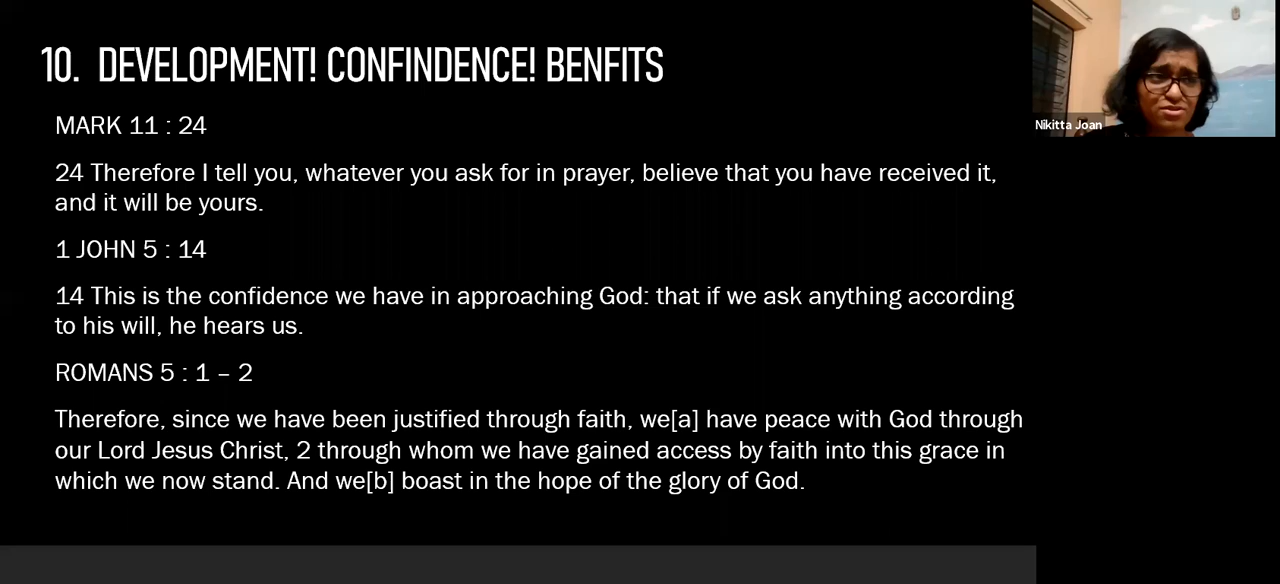 10. DEVELOPMENT! CONFINDENCE! BENFITS
MARK 11 : 24
24 Therefore I tell you, whatever you ask for in prayer, believe that you have received it,
and it will be yours.
1 JOHN 5 : 14
14 This is the confidence we have in approaching God: that if we ask anything according
to his will, he hears us.
ROMANS 5 : 1 – 2
Therefore, since we have been justified through faith, we[a] have peace with God through
our Lord Jesus Christ, 2 through whom we have gained access by faith into this grace in
which we now stand. And we[b] boast in the hope of the glory of God.
Nikitta Joan